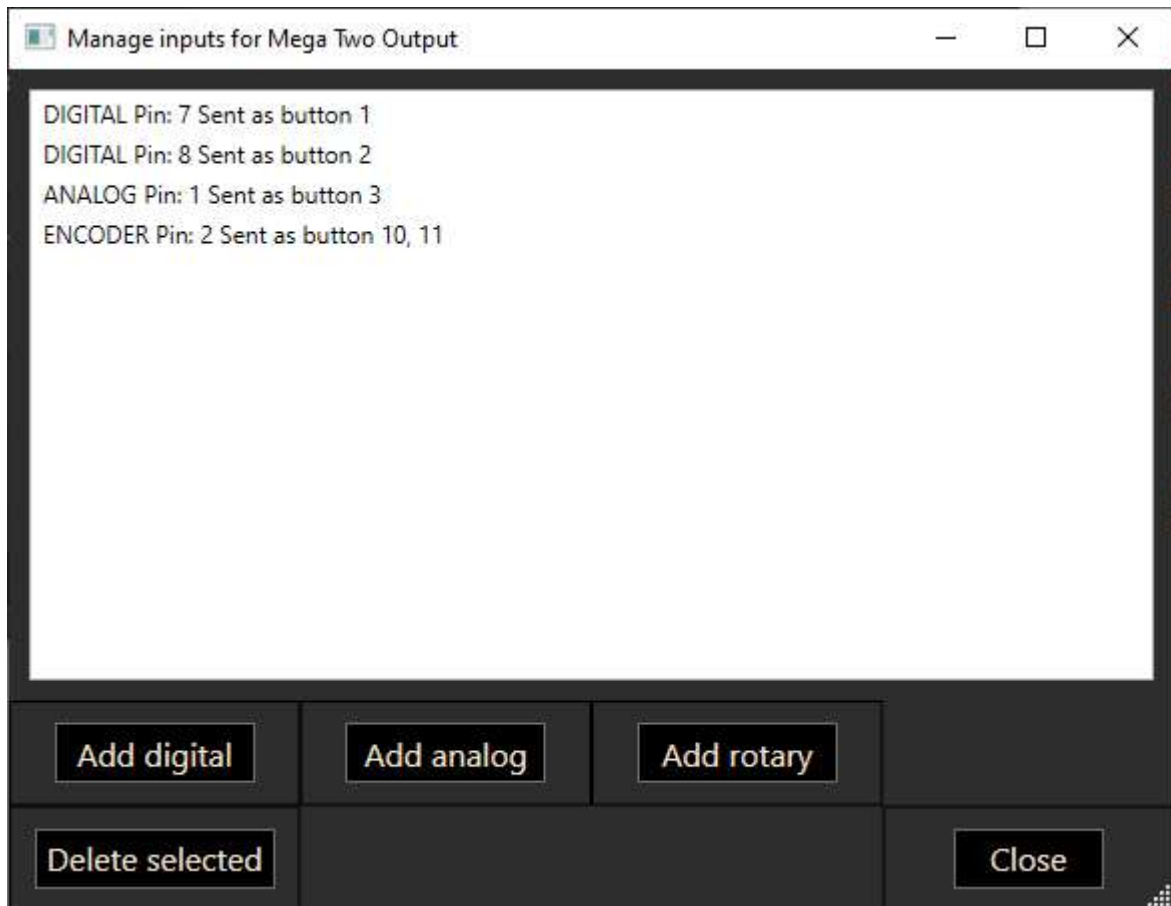 Manage inputs for Mega Two Output
DIGITAL Pin: 7 Sent as button 1
DIGITAL Pin: 8 Sent as button 2
ANALOG Pin: 1 Sent as button 3
ENCODER Pin: 2 Sent as button 10, 11
Add digital
Add analog
Add rotary
Delete selected
Close